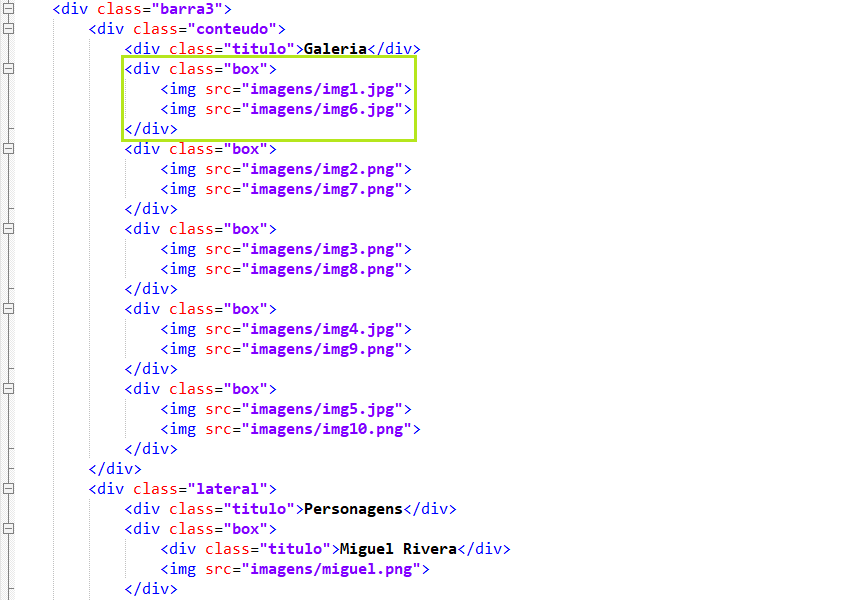 <div class="barra3">
<div class="conteudo">
<div class="titulo">Galeria</div>
<div class="box">
<img src="imagens/img1.jpg">
<img src="imagens/img6.jpg">
</div>
<div class="box">
<img src="imagens/img2.png">
<img src="imagens/img7.png">
</div>
<div class="box">
<img src="imagens/img3.png">
<img src="imagens/img8.png">
</div>
<div class="box">
<img src="imagens/img4.jpg">
<img src="imagens/img9.png">
</div>
<div class="box">
<img src="imagens/img5.jpg">
<img src="imagens/img10.png">
</div>
</div>
<div class="lateral">
<div class="titulo">Personagens</div>
<div class="box">
<div class="titulo">Miguel Rivera</div>
<img src="imagens/miguel.png">
</div>